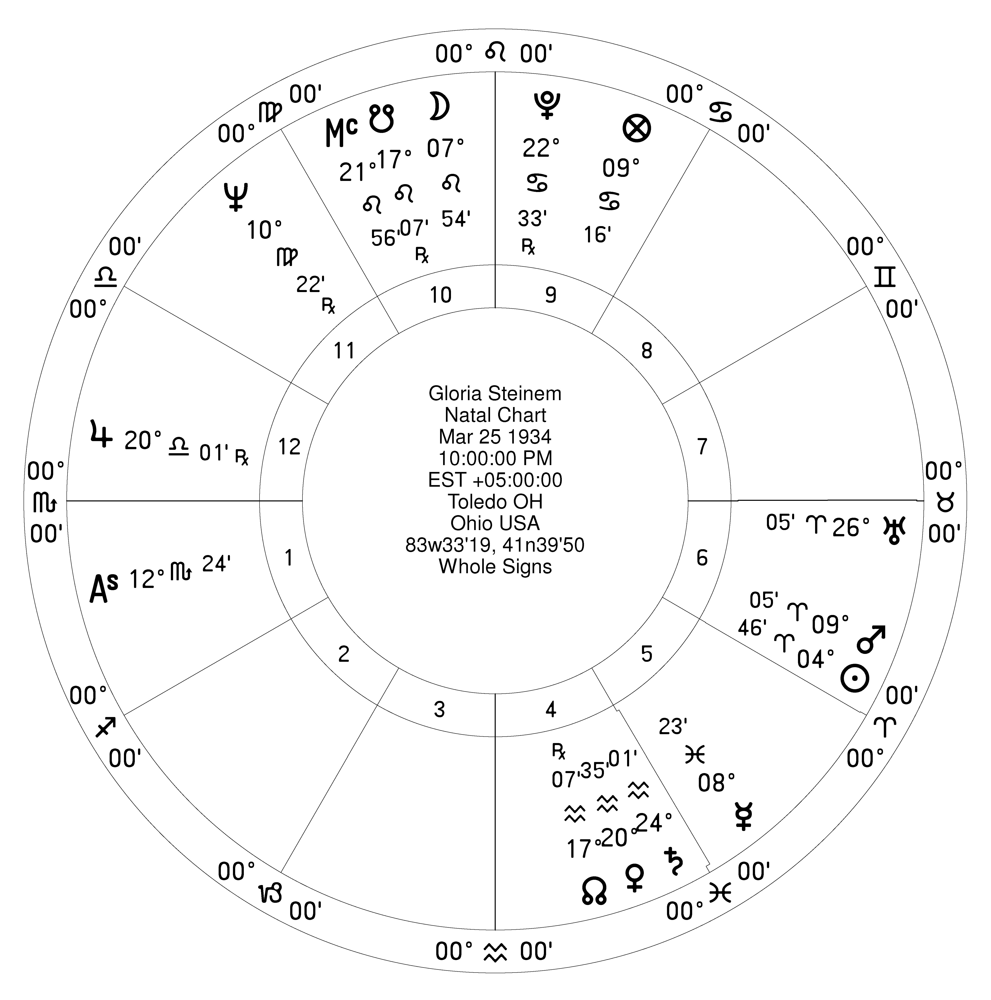 00° ♌ 00'
00° ♍ 00'
00° ♋ 00'
☽ 07° ♌ 54'
☋ 17° ♌ 07' ℞
Mc 21° ♌ 56'
♇ 22° ♋ 33' ℞
⊗ 09° ♋ 16'
♆ 10° ♍ 22' ℞
00° ♎ 00'
00° ♊ 00'
10
9
11
8
12
7
♃ 20° ♎ 01' ℞
Gloria Steinem
Natal Chart
Mar 25 1934
10:00:00 PM
EST +05:00:00
Toledo OH
Ohio USA
83w33'19, 41n39'50
Whole Signs
00° ♏ 00'
00° ♉ 00'
05' ♈ 26° ♅
As 12° ♏ 24'
1
6
05' ♈ 09° ♂
46' ♈ 04° ☉
2
5
3
4
00° ♐ 00'
00' ♈ 00°
23' ♓ 08° ☿
℞ 07' ♒ 17° ☊
35' ♒ 20° ♀
01' ♒ 24° ♄
00° ♑ 00'
00° ♓ 00'
00° ♒ 00'